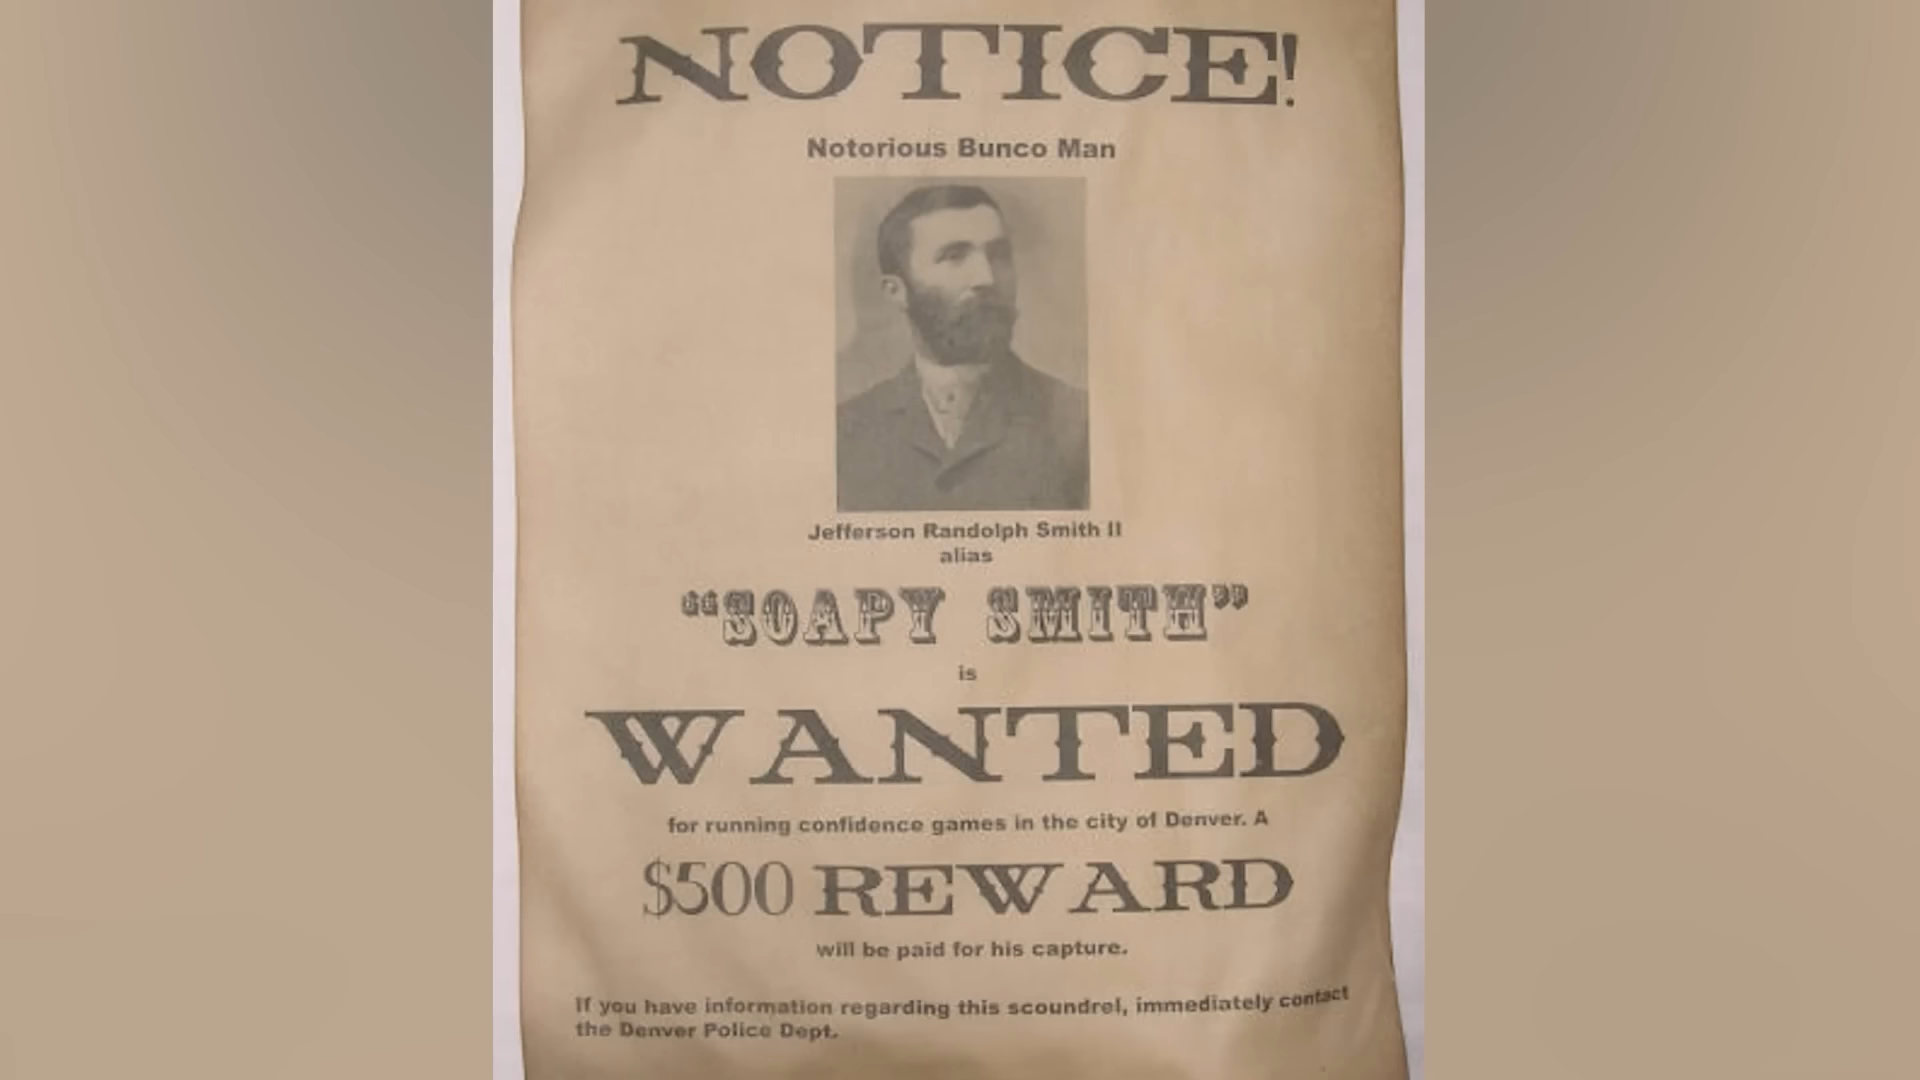 NOTICE!
Notorious Bunco Man
Jefferson Randolph Smith II
alias
“SOAPY SMITH”
is
WANTED
for running confidence games in the city of Denver. A
$500 REWARD
will be paid for his capture.
If you have information regarding this scoundrel, immediately contact
the Denver Police Dept.